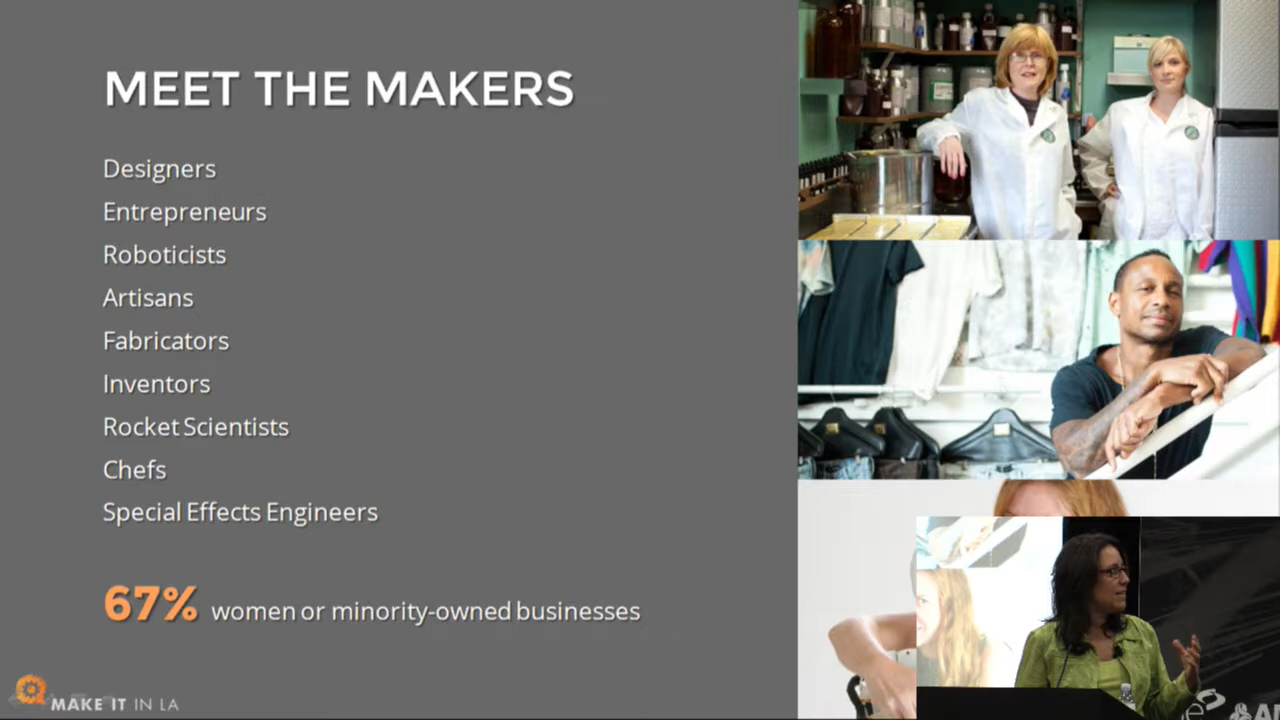 MEET THE MAKERS
Designers
Entrepreneurs
Roboticists
Artisans
Fabricators
Inventors
Rocket Scientists
Chefs
Special Effects Engineers
67% women or minority-owned businesses
MAKE IT IN LA